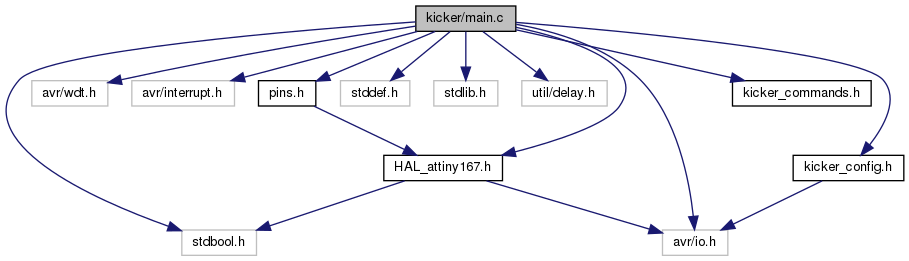 kicker/main.c
avr/wdt.h
avr/interrupt.h
pins.h
stddef.h
stdlib.h
util/delay.h
kicker_commands.h
HAL_attiny167.h
kicker_config.h
stdbool.h
avr/io.h